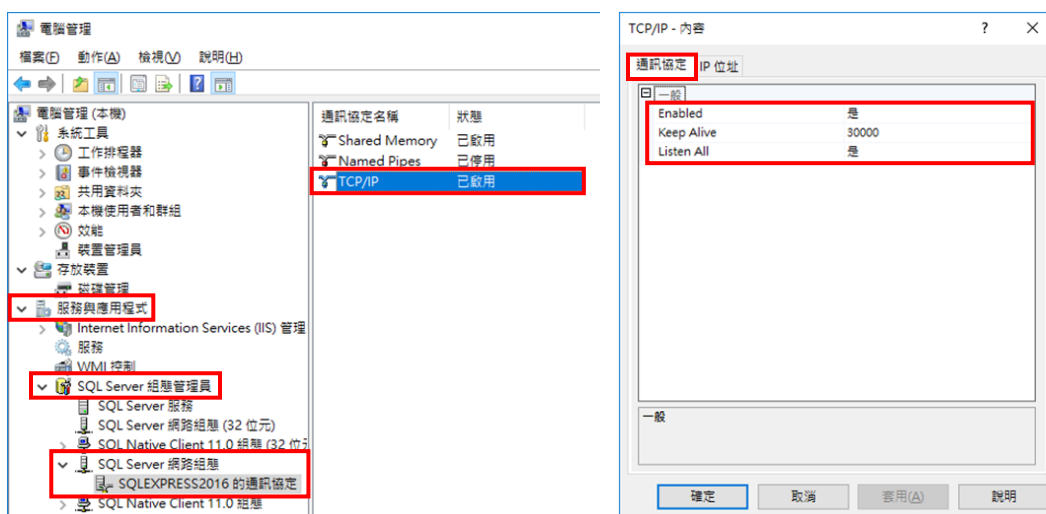 電腦管理
檔案(F) 動作(A) 檢視(V) 說明(H)
電腦管理 (本機)
系統工具
工作排程器
事件檢視器
共用資料夾
本機使用者和群組
效能
裝置管理員
存放裝置
磁碟管理
服務與應用程式
Internet Information Services (IIS) 管理
服務
WMI 控制
SQL Server 組態管理員
SQL Server 服務
SQL Server 網路組態 (32 位元)
SQL Native Client 11.0 組態 (32 位
SQL Server 網路組態
SQLEXPRESS2016 的通訊協定
SQL Native Client 11.0 組態
通訊協定名稱 狀態
Shared Memory 已啟用
Named Pipes 已停用
TCP/IP 已啟用
TCP/IP - 內容 ?
通訊協定 IP 位址
一般
Enabled 是
Keep Alive 30000
Listen All 是
一般
確定 取消 套用(A) 說明